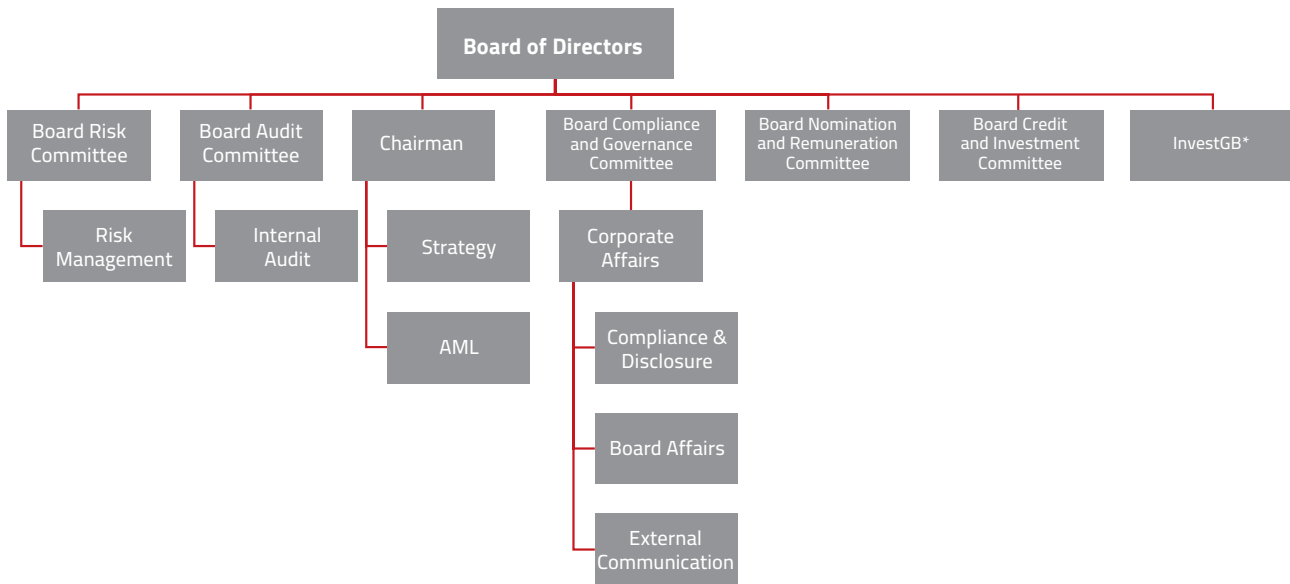 Board of Directors
Board Risk
Committee
Board Audit
Committee
Chairman
Board Compliance
and Governance
Committee
Board Nomination
and Remuneration
Committee
Board Credit
and Investment
Committee
InvestGB*
Risk
Management
Internal
Audit
Strategy
Corporate
Affairs
AML
Compliance &
Disclosure
Board Affairs
External
Communication